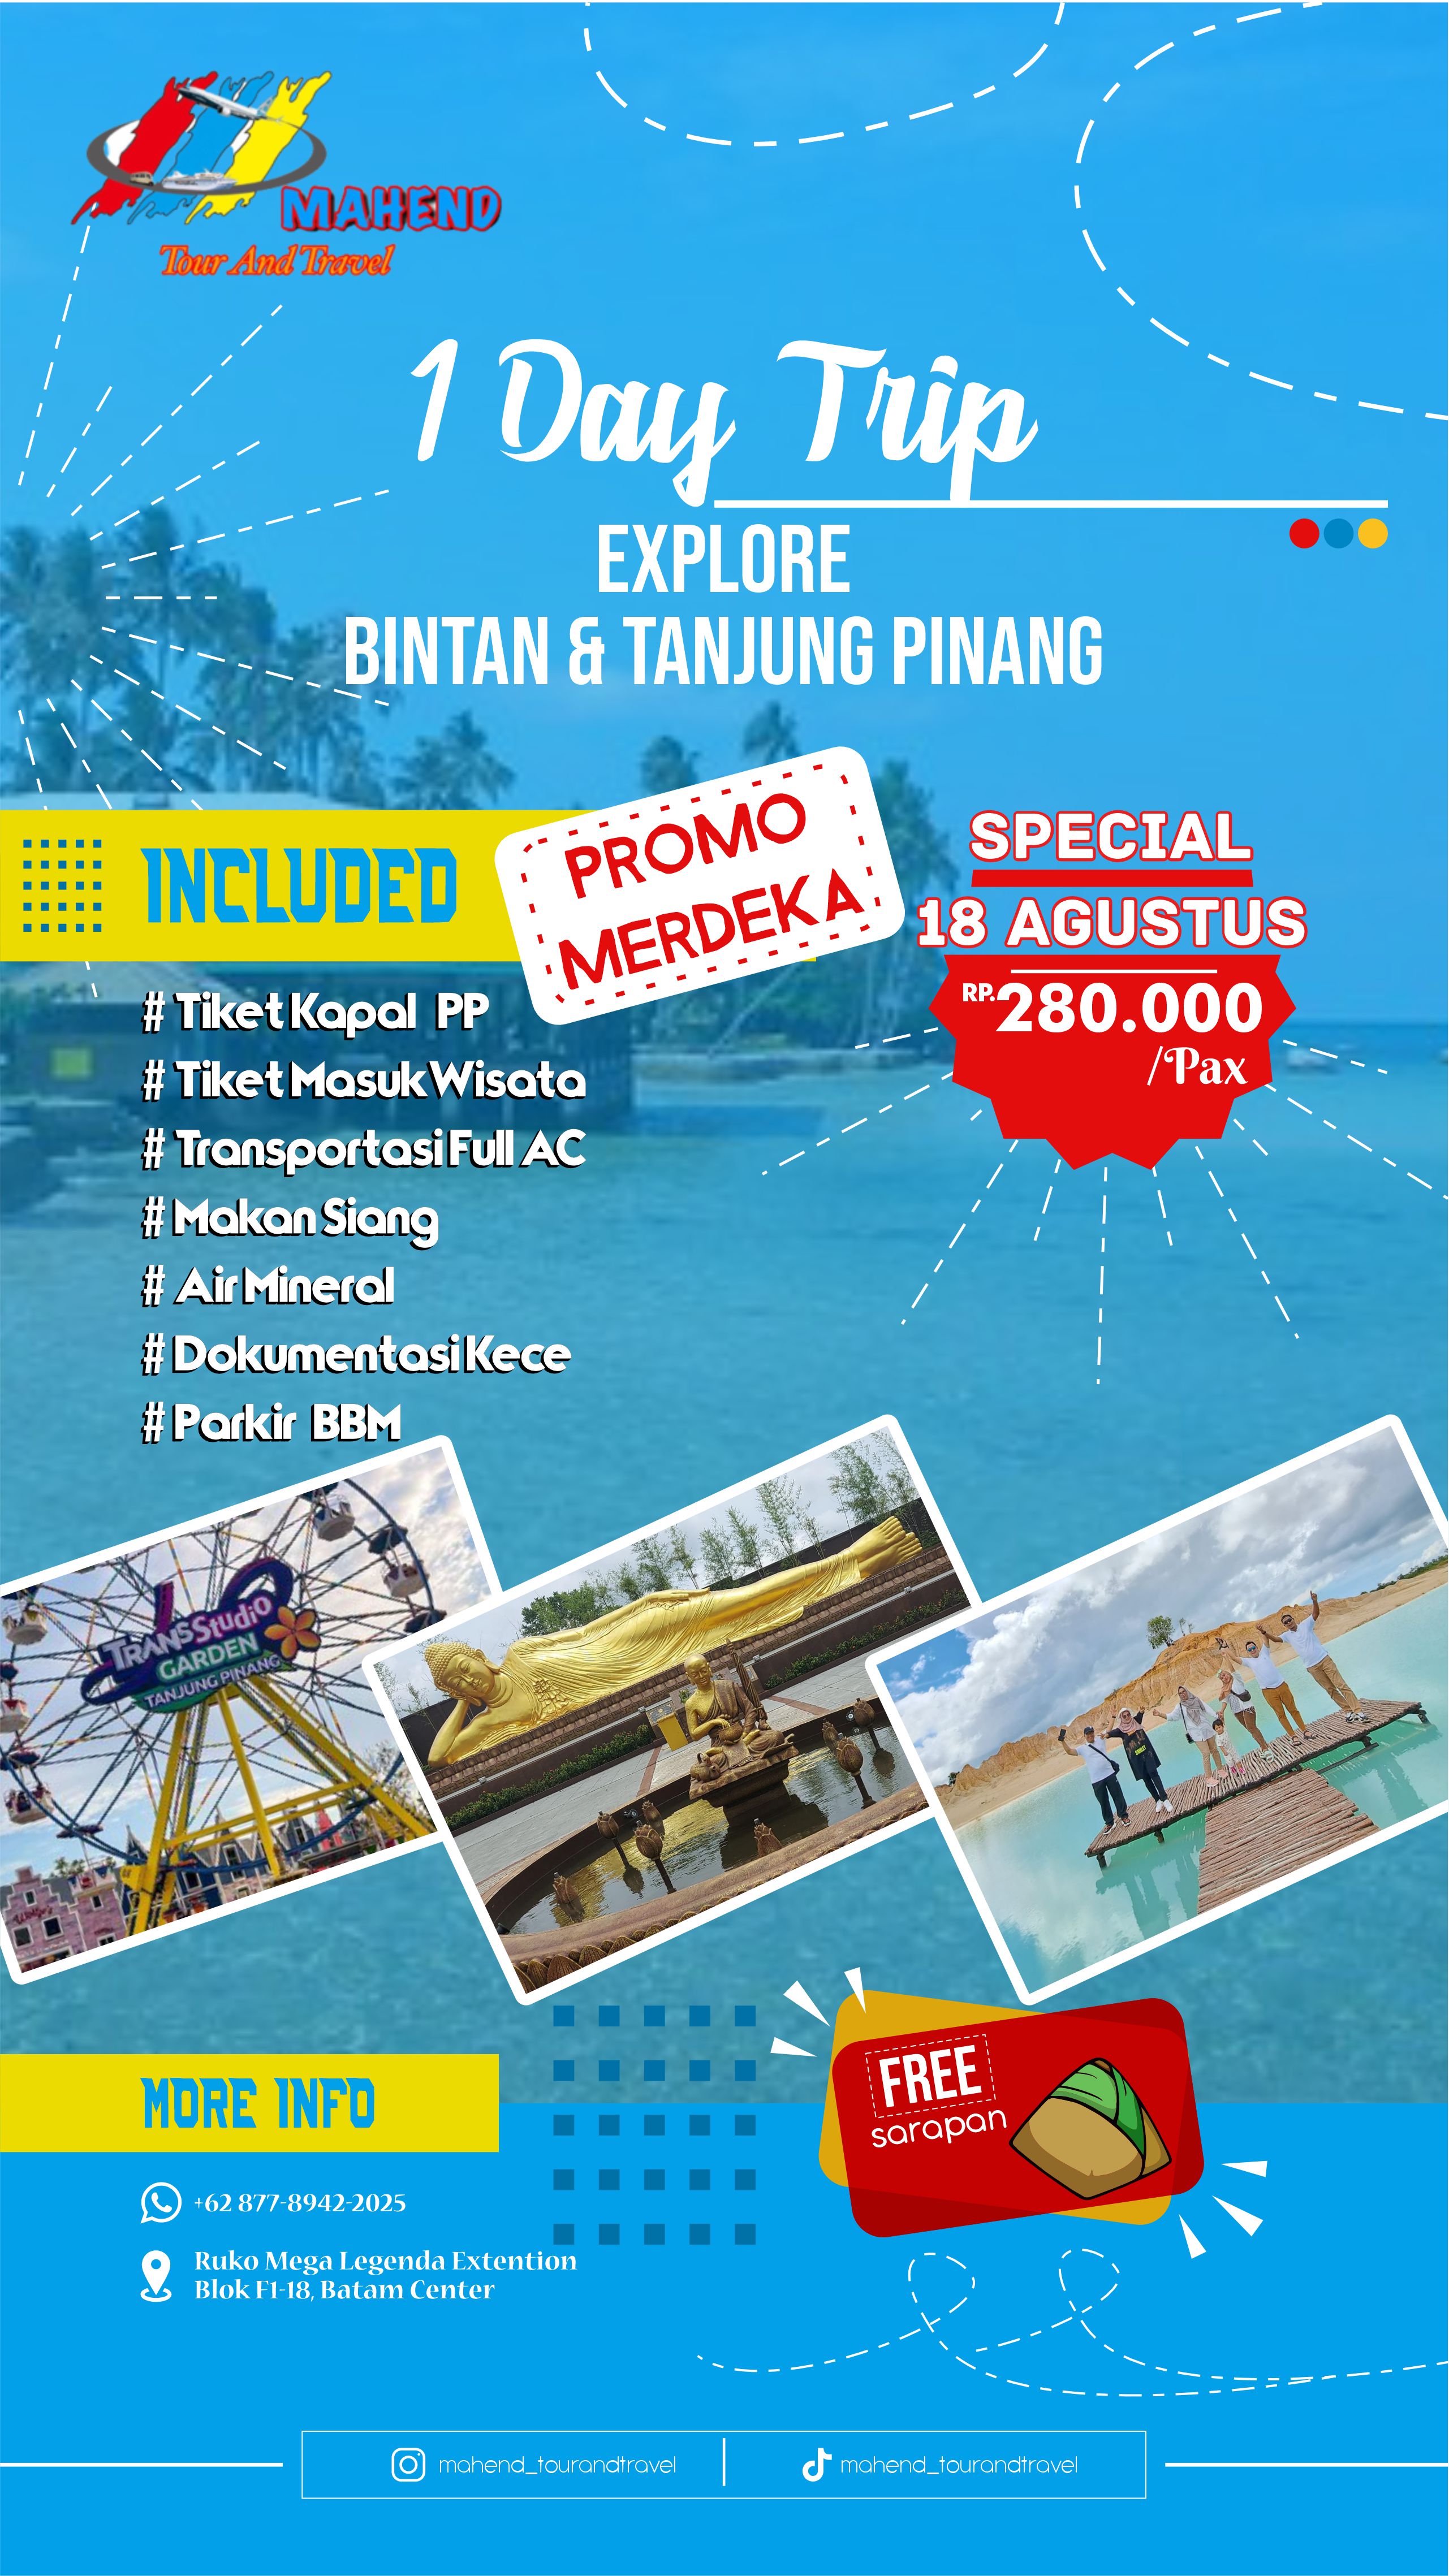 MAHEND
Tour And Travel
1 Day Trip
EXPLORE
BINTAN & TANJUNG PINANG
INCLUDED
PROMO
MERDEKA
SPECIAL
18 AGUSTUS
RP.280.000
/Pax
# Tiket Kapal PP
# Tiket Masuk Wisata
# Transportasi Full AC
# Makan Siang
# Air Mineral
# Dokumentasi Kece
# Parkir BBM
TRANS STUDIO
GARDEN
TANJUNG PINANG
FREE
sarapan
MORE INFO
+62 877-8942-2025
Ruko Mega Legenda Extention
Blok F1-18, Batam Center
mahend_tourandtravel
mahend_tourandtravel